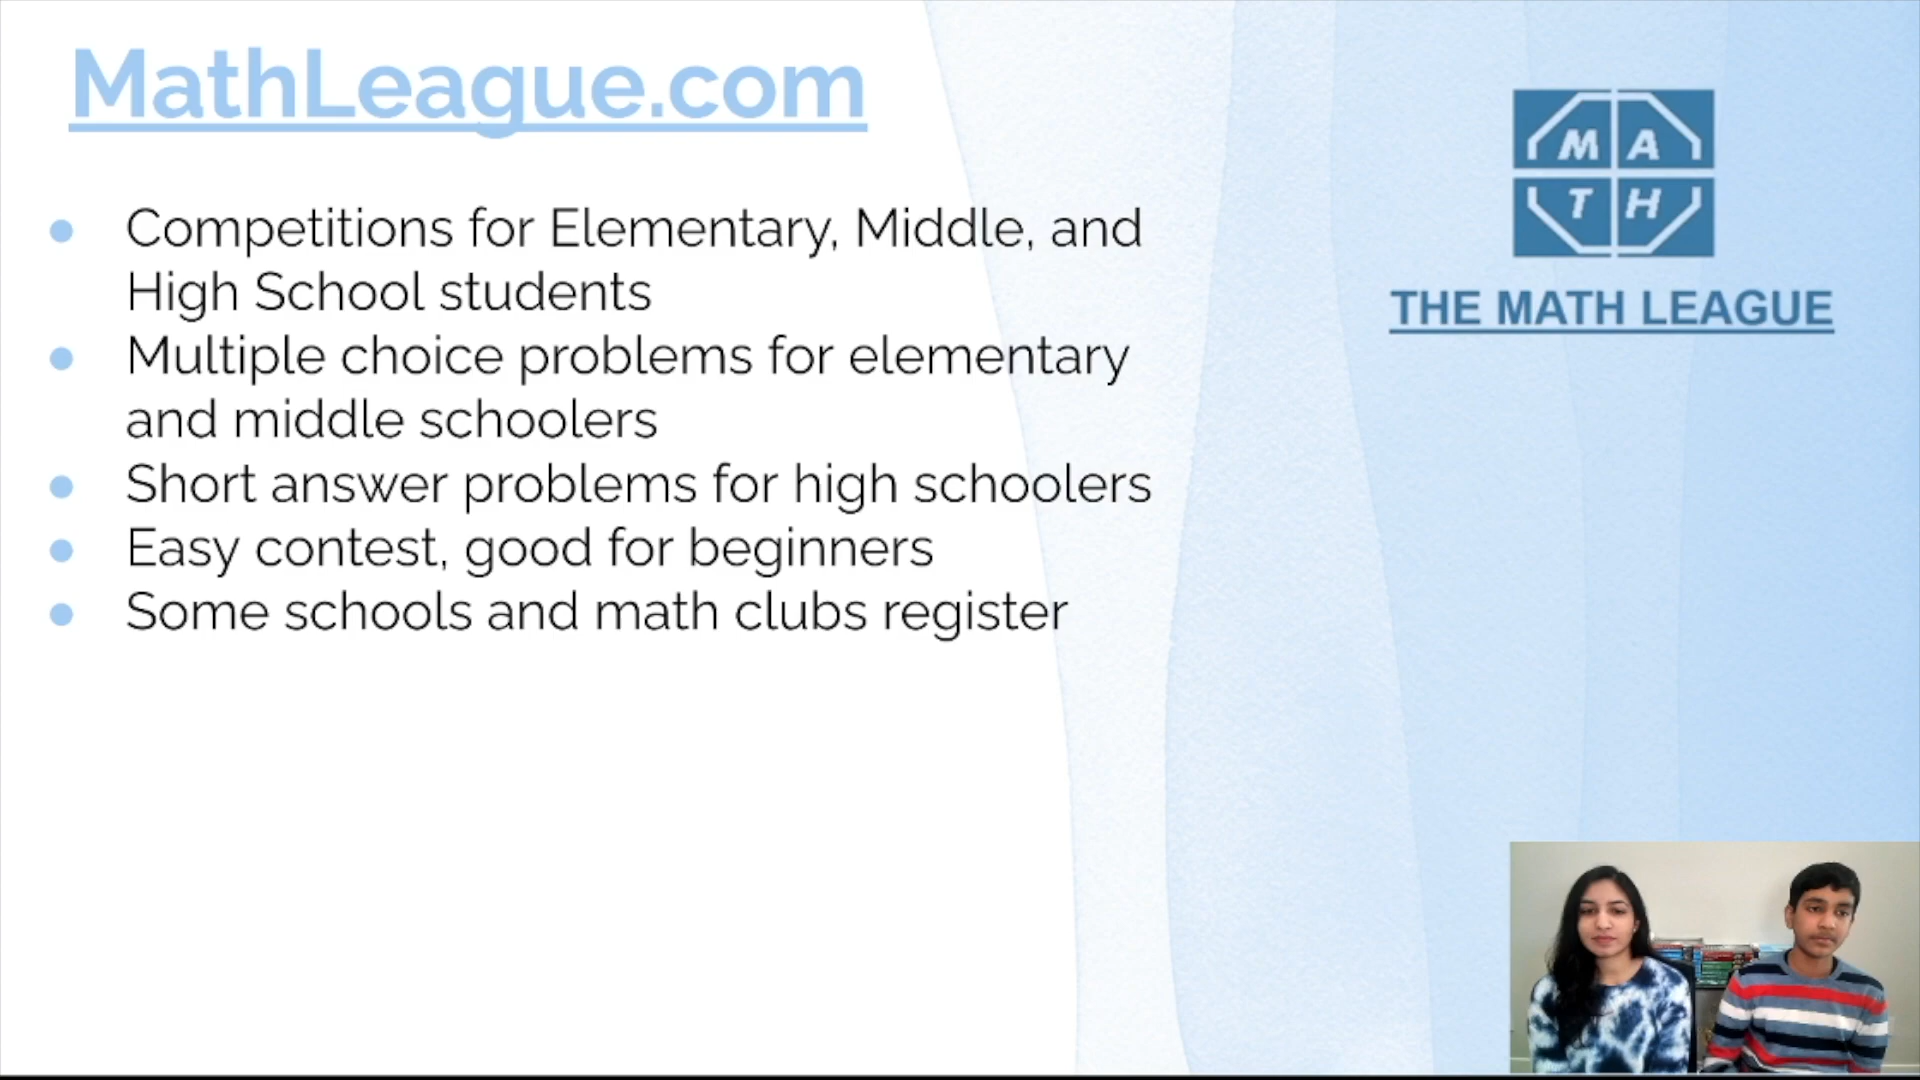 MathLeague.com
Competitions for Elementary, Middle, and
High School students
Multiple choice problems for elementary
and middle schoolers
Short answer problems for high schoolers
Easy contest, good for beginners
Some schools and math clubs register
M A
T H
THE MATH LEAGUE